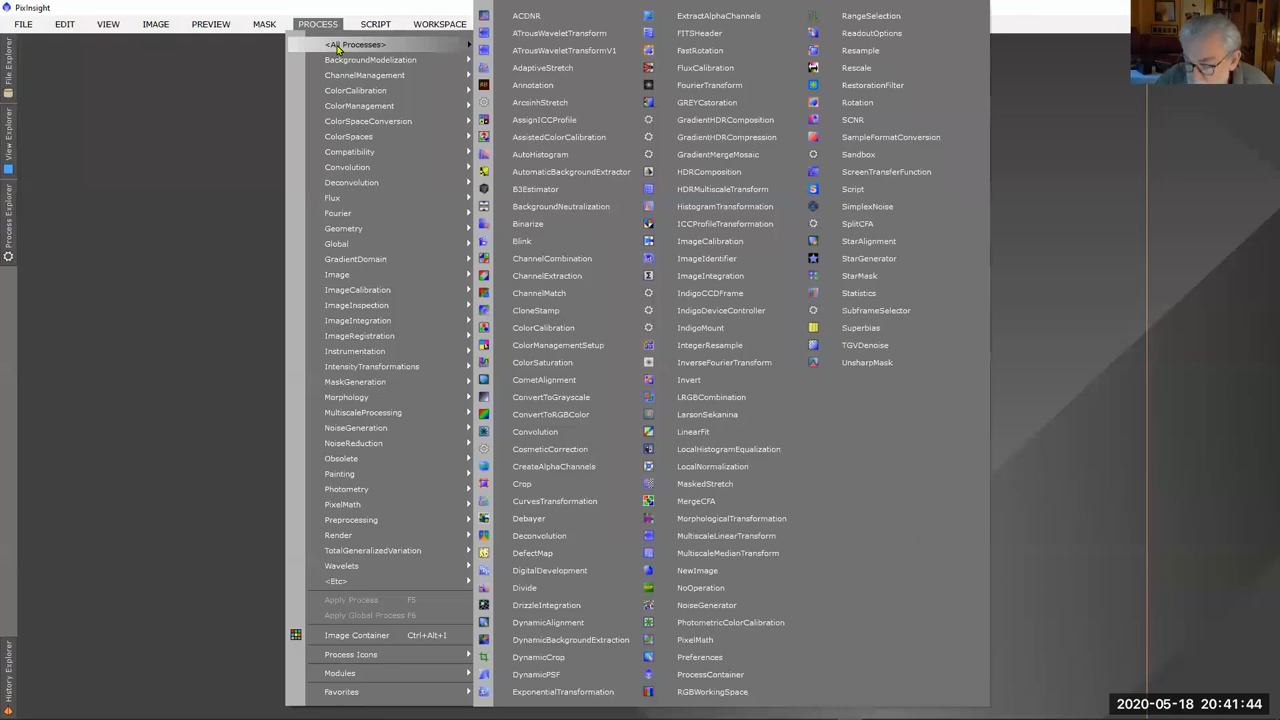 PixInsight
FILE EDIT VIEW IMAGE PREVIEW MASK PROCESS SCRIPT WORKSPACE
File Explorer
View Explorer
Process Explorer
History Explorer
<All Processes>
BackgroundModelization
ChannelManagement
ColorCalibration
ColorManagement
ColorSpaceConversion
ColorSpaces
Compatibility
Convolution
Deconvolution
Flux
Fourier
Geometry
Global
GradientDomain
Image
ImageCalibration
ImageInspection
ImageIntegration
ImageRegistration
Instrumentation
IntensityTransformations
MaskGeneration
Morphology
MultiscaleProcessing
NoiseGeneration
NoiseReduction
Obsolete
Painting
Photometry
PixelMath
Preprocessing
Render
TotalGeneralizedVariation
Wavelets
<Etc>
Apply Process F5
Apply Global Process F6
Image Container Ctrl+Alt+I
Process Icons
Modules
Favorites
ACDNR
ATrousWaveletTransform
ATrousWaveletTransformV1
AdaptiveStretch
Annotation
ArcsinhStretch
AssignICCProfile
AssistedColorCalibration
AutoHistogram
AutomaticBackgroundExtractor
B3Estimator
BackgroundNeutralization
Binarize
Blink
ChannelCombination
ChannelExtraction
ChannelMatch
CloneStamp
ColorCalibration
ColorManagementSetup
ColorSaturation
CometAlignment
ConvertToGrayscale
ConvertToRGBColor
Convolution
CosmeticCorrection
CreateAlphaChannels
Crop
CurvesTransformation
Debayer
Deconvolution
DefectMap
DigitalDevelopment
Divide
DrizzleIntegration
DynamicAlignment
DynamicBackgroundExtraction
DynamicCrop
DynamicPSF
ExponentialTransformation
ExtractAlphaChannels
FITSHeader
FastRotation
FluxCalibration
FourierTransform
GREYCstoration
GradientHDRComposition
GradientHDRCompression
GradientMergeMosaic
HDRComposition
HDRMultiscaleTransform
HistogramTransformation
ICCProfileTransformation
ImageCalibration
ImageIdentifier
ImageIntegration
IndigoCCDFrame
IndigoDeviceController
IndigoMount
IntegerResample
InverseFourierTransform
Invert
LRGBCombination
LarsonSekanina
LinearFit
LocalHistogramEqualization
LocalNormalization
MaskedStretch
MergeCFA
MorphologicalTransformation
MultiscaleLinearTransform
MultiscaleMedianTransform
NewImage
NoOperation
NoiseGenerator
PhotometricColorCalibration
PixelMath
Preferences
ProcessContainer
RGBWorkingSpace
RangeSelection
ReadoutOptions
Resample
Rescale
RestorationFilter
Rotation
SCNR
SampleFormatConversion
Sandbox
ScreenTransferFunction
Script
SimplexNoise
SplitCFA
StarAlignment
StarGenerator
StarMask
Statistics
SubframeSelector
Superbias
TGVDenoise
UnsharpMask
2020-05-18 20:41:44